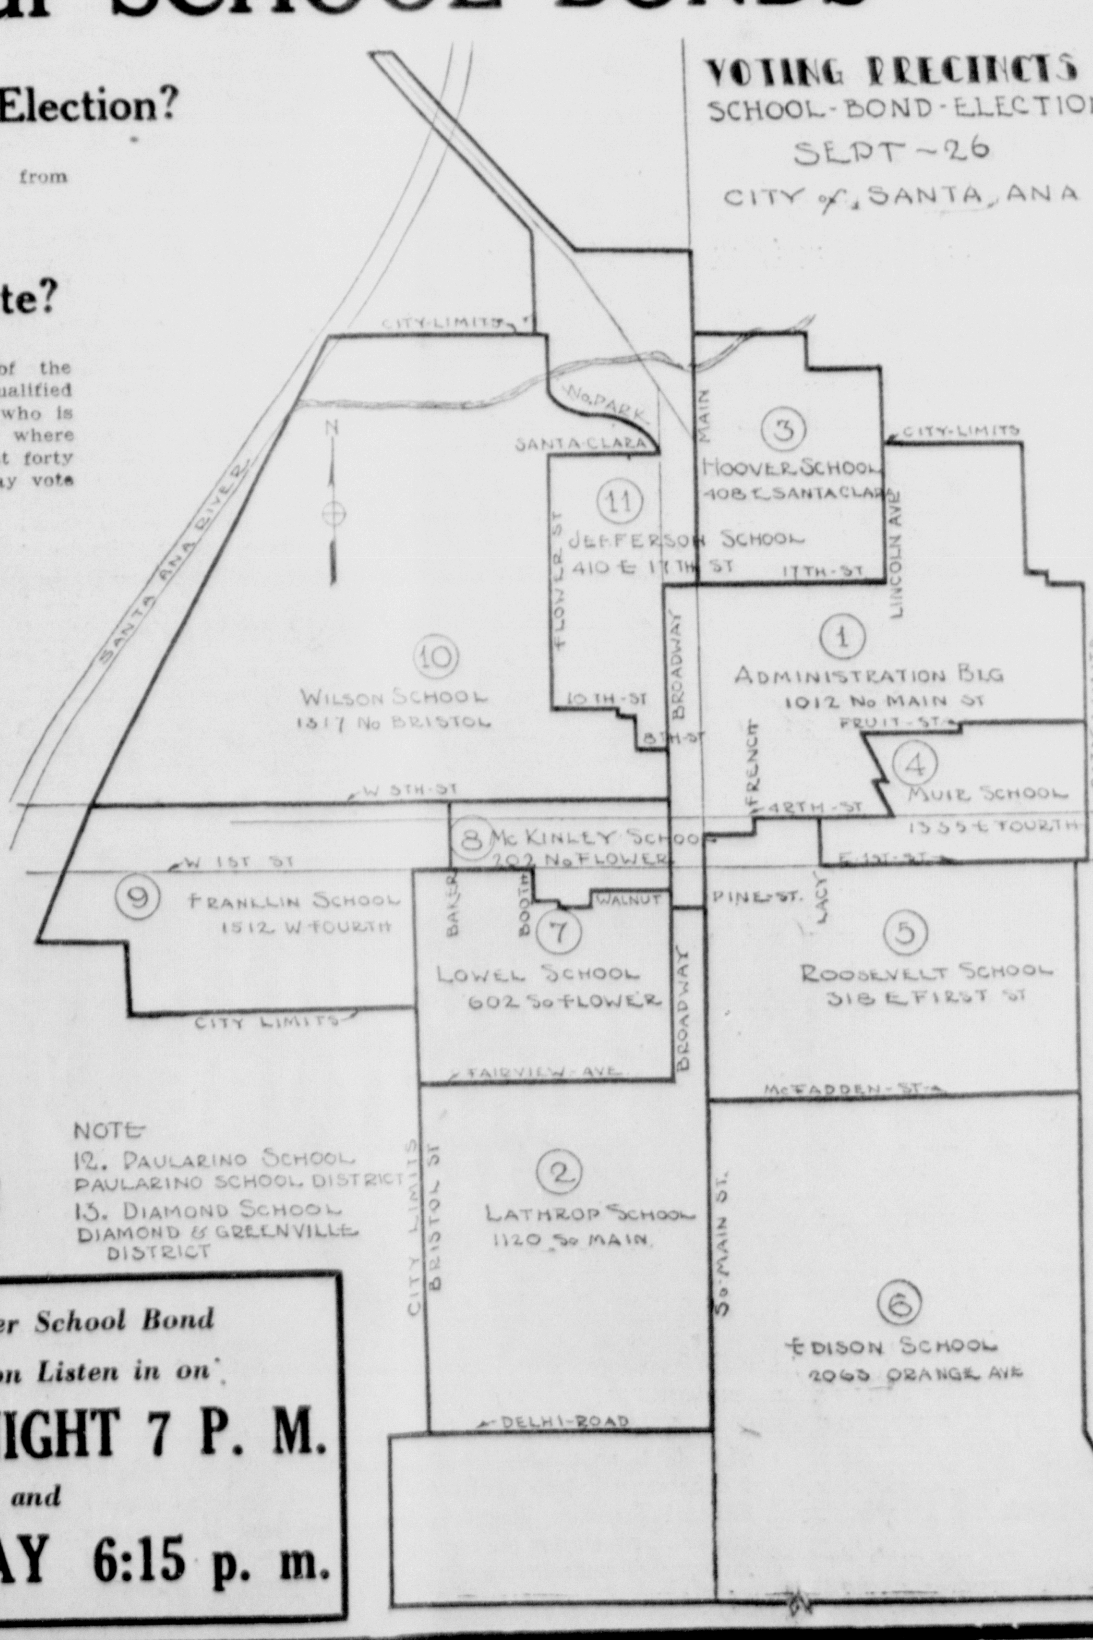 SCHOOL BONDS
Election?
from
te?
of the
ualified
who is
where
t forty
ay vote
VOTING PRECINCTS
SCHOOL-BOND-ELECTION
SEPT-26
CITY of SANTA ANA
CITY-LIMITS
No. PARK
SANTA-CLARA
MAIN
3
HOOVER SCHOOL
408 E SANTA CLARA
CITY-LIMITS
LINCOLN AVE
N
SANTA ANA RIVER
11
JEFFERSON SCHOOL
410 E 17TH ST
17TH-ST
FLOWER ST
10
WILSON SCHOOL
1317 No BRISTOL
10TH-ST
8TH-ST
BROADWAY
1
ADMINISTRATION BLG
1012 No MAIN ST
FRUIT-ST
FRENCH
4
MUIR SCHOOL
1355 E FOURTH
W 5TH-ST
4RTH-ST
8
Mc KINLEY SCHOO
202 No FLOWER
W 1ST ST
E-1ST-ST
9
FRANLLIN SCHOOL
1512 W FOURTH
BAKER
BOOTH
WALNUT
PINE-ST.
LACY
7
LOWEL SCHOOL
602 So FLOWER
BROADWAY
5
ROOSEVELT SCHOOL
318 E FIRST ST
CITY LIMITS
FAIRVIEW-AVE
McFADDEN-ST
NOTE
12. PAULARINO SCHOOL
PAULARINO SCHOOL DISTRICT
13. DIAMOND SCHOOL
DIAMOND & GREENVILLE
DISTRICT
CITY LIMITS
BRISTOL ST
2
LATHROP SCHOOL
1120 So MAIN.
So MAIN ST.
6
EDISON SCHOOL
2063 ORANGE AVE
DELHI-ROAD
er School Bond
on Listen in on
IGHT 7 P. M.
and
AY 6:15 p. m.